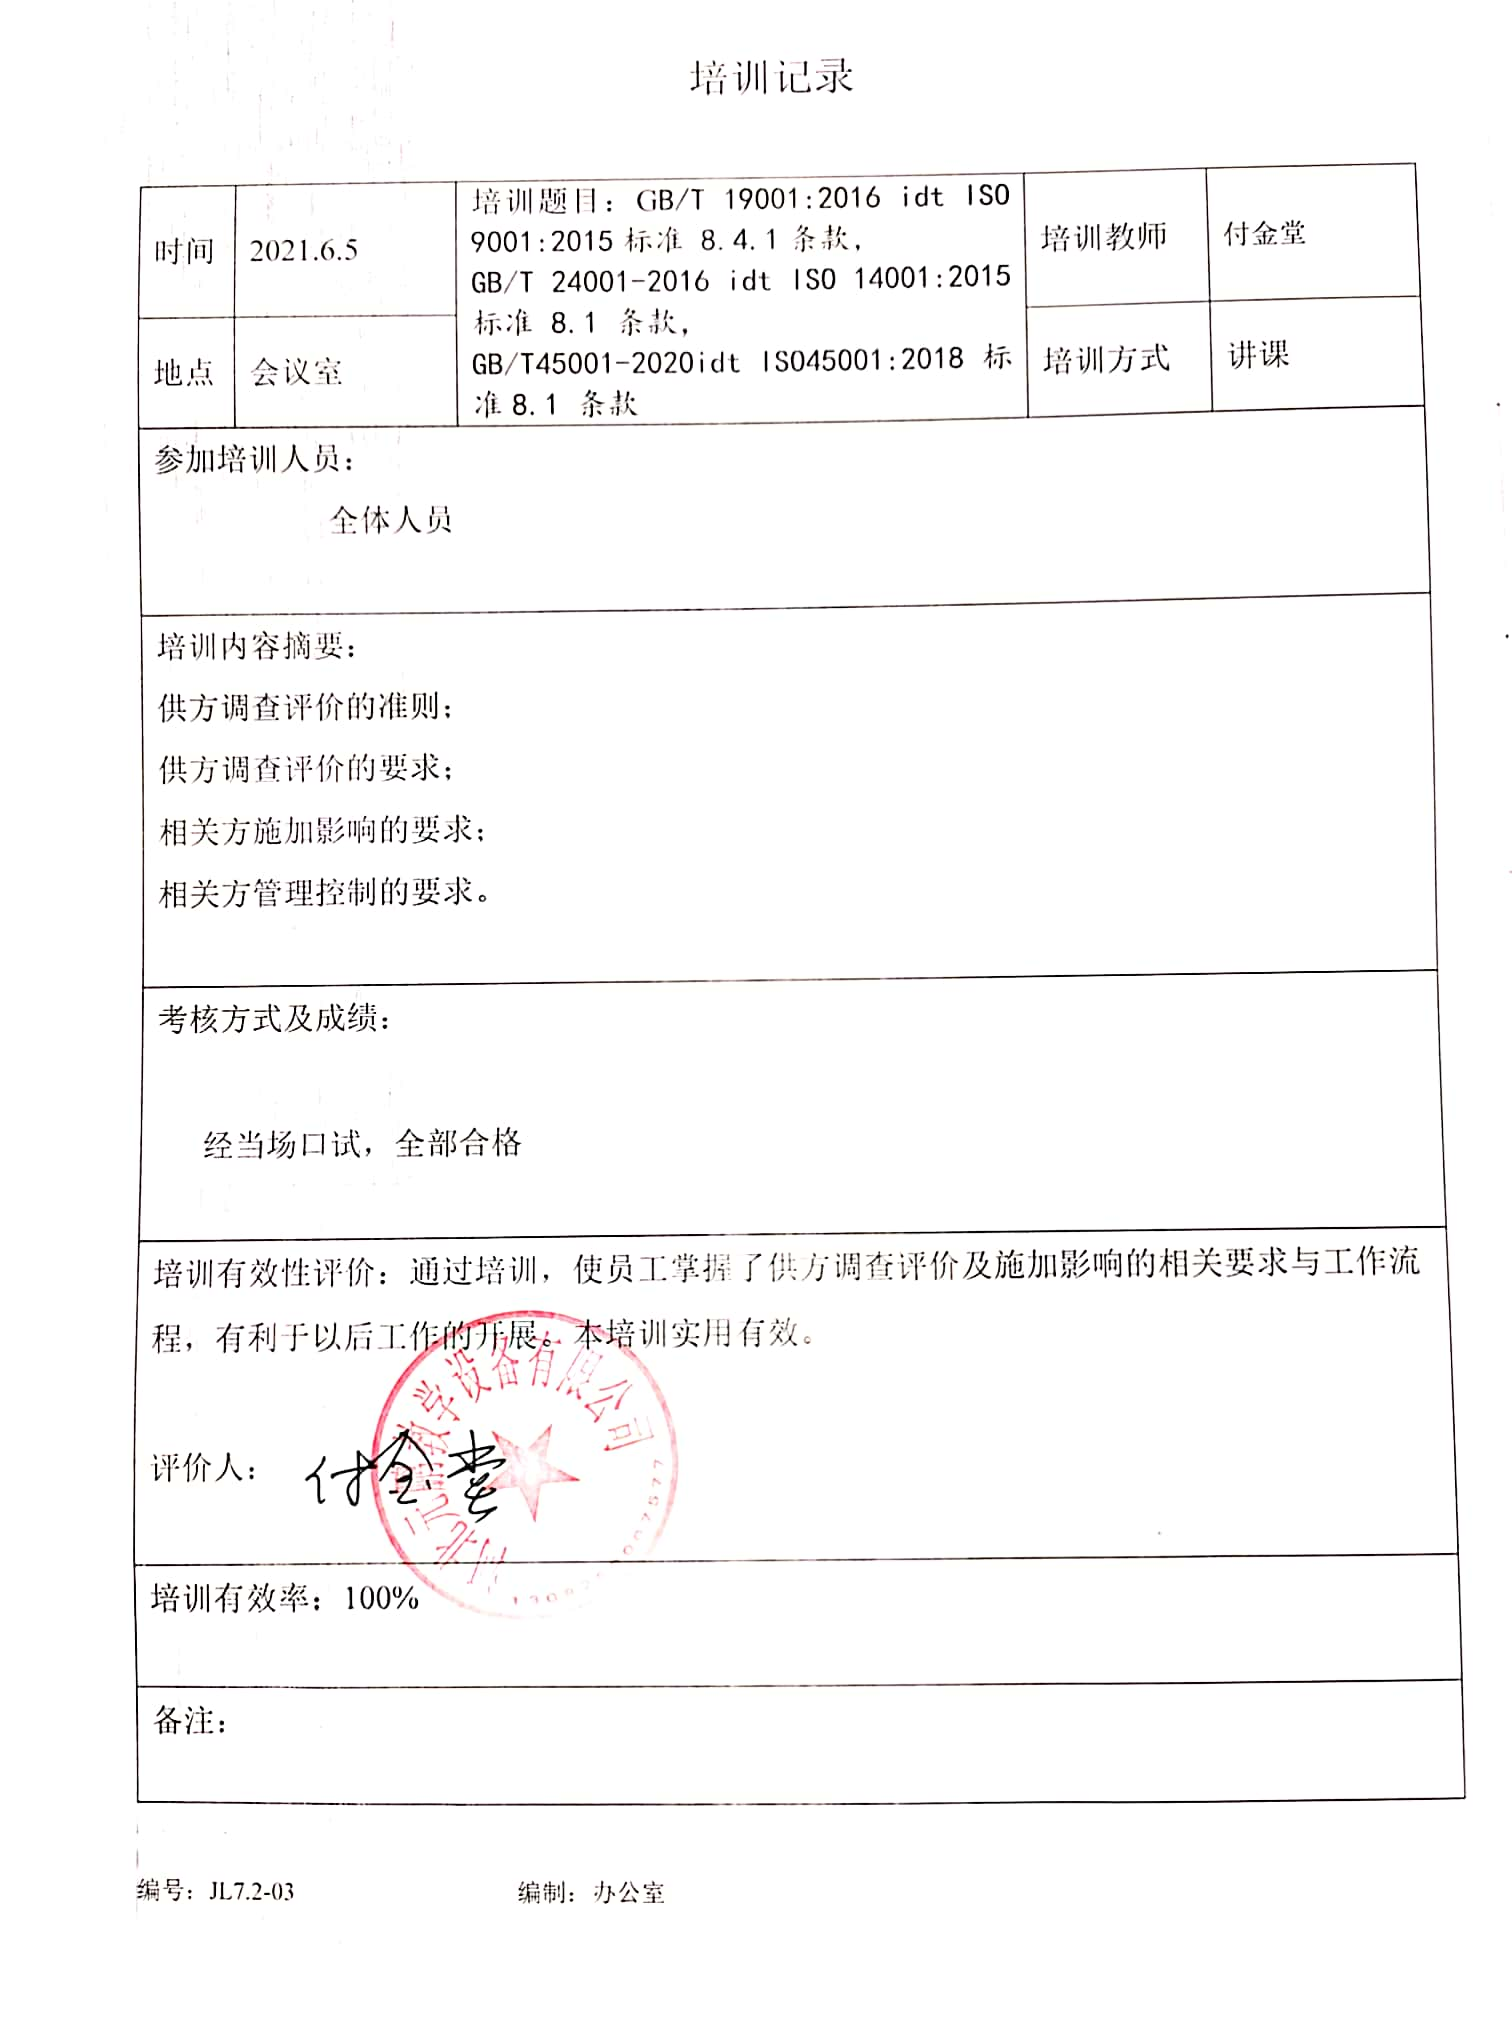 培训记录
时间
2021.6.5
培训题目：GB/T 19001:2016 idt ISO
9001:2015 标准 8.4.1 条款，
GB/T 24001-2016 idt ISO 14001:2015
标准 8.1 条款，
GB/T45001-2020idt ISO45001:2018 标
准8.1 条款
培训教师
付金堂
地点
会议室
培训方式
讲课
参加培训人员：
全体人员
培训内容摘要：
供方调查评价的准则；
供方调查评价的要求；
相关方施加影响的要求；
相关方管理控制的要求。
考核方式及成绩：
经当场口试，全部合格
培训有效性评价：通过培训，使员工掌握了供方调查评价及施加影响的相关要求与工作流
程，有利于以后工作的开展。本培训实用有效。
评价人：付金堂
河北元 教学设备有限公司
培训有效率：100%
备注：
编号：JL7.2-03 编制：办公室